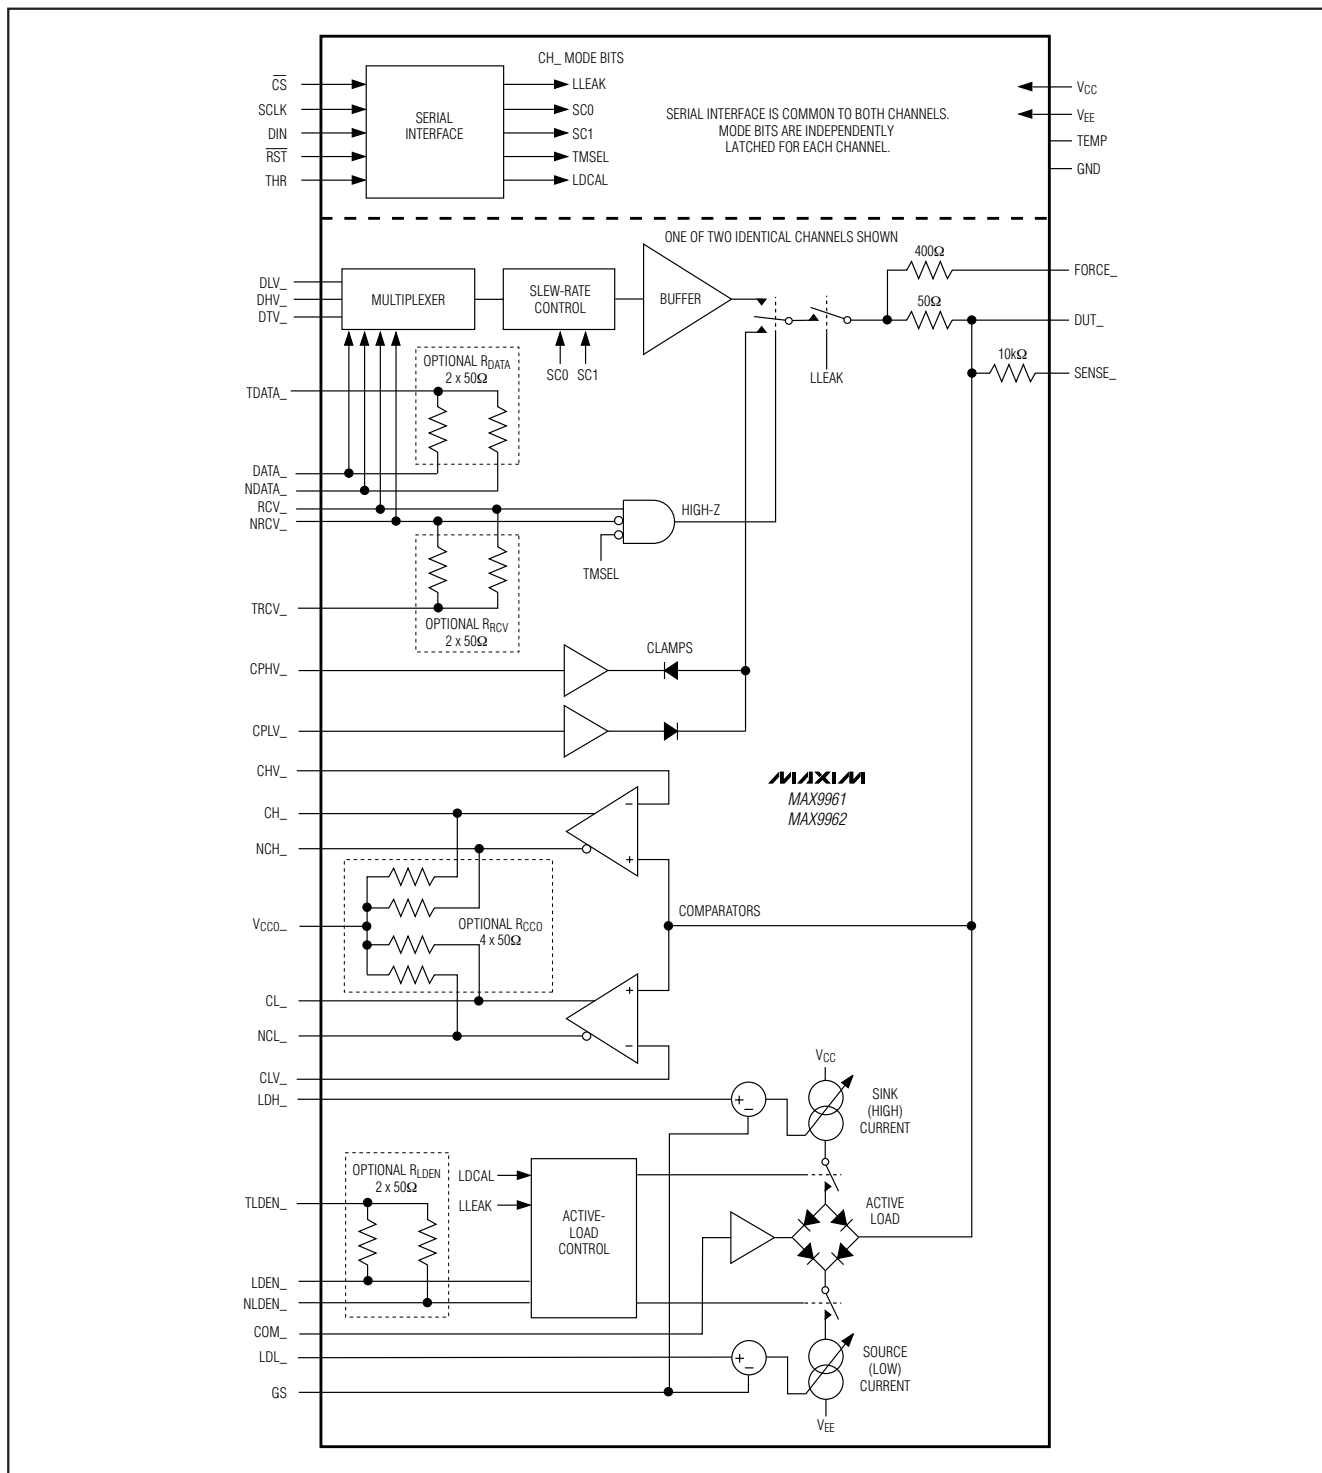 CH_ MODE BITS
CS
SCLK
DIN
RST
THR
SERIAL
INTERFACE
LLEAK
SC0
SC1
TMSEL
LDCAL
SERIAL INTERFACE IS COMMON TO BOTH CHANNELS.
MODE BITS ARE INDEPENDENTLY
LATCHED FOR EACH CHANNEL.
VCC
VEE
TEMP
GND
ONE OF TWO IDENTICAL CHANNELS SHOWN
DLV_
DHV_
DTV_
MULTIPLEXER
SLEW-RATE
CONTROL
BUFFER
SC0
SC1
LLEAK
400Ω
FORCE_
50Ω
DUT_
10kΩ
SENSE_
OPTIONAL RDATA
2 x 50Ω
TDATA_
DATA_
NDATA_
RCV_
NRCV_
HIGH-Z
TMSEL
TRCV_
OPTIONAL RRCV
2 x 50Ω
CLAMPS
CPHV_
CPLV_
CHV_
MAXIM
MAX9961
MAX9962
CH_
−
NCH_
+
OPTIONAL RCCO
4 x 50Ω
VCCO_
COMPARATORS
CL_
+
NCL_
−
CLV_
VCC
LDH_
+
−
SINK
(HIGH)
CURRENT
OPTIONAL RLDEN
2 x 50Ω
LDCAL
LLEAK
TLDEN_
ACTIVE-
LOAD
CONTROL
ACTIVE
LOAD
LDEN_
NLDEN_
COM_
LDL_
+
−
SOURCE
(LOW)
CURRENT
GS
VEE